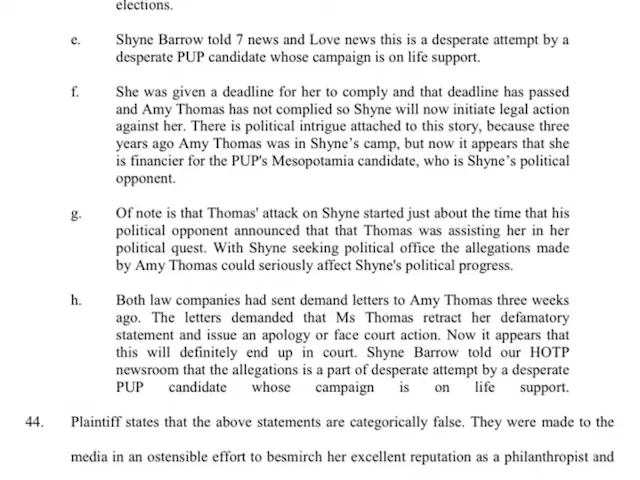 elections.
e. Shyne Barrow told 7 news and Love news this is a desperate attempt by a
desperate PUP candidate whose campaign is on life support.
f. She was given a deadline for her to comply and that deadline has passed
and Amy Thomas has not complied so Shyne will now initiate legal action
against her. There is political intrigue attached to this story, because three
years ago Amy Thomas was in Shyne's camp, but now it appears that she
is financier for the PUP's Mesopotamia candidate, who is Shyne's political
opponent.
g. Of note is that Thomas' attack on Shyne started just about the time that his
political opponent announced that that Thomas was assisting her in her
political quest. With Shyne seeking political office the allegations made
by Amy Thomas could seriously affect Shyne's political progress.
h. Both law companies had sent demand letters to Amy Thomas three weeks
ago. The letters demanded that Ms Thomas retract her defamatory
statement and issue an apology or face court action. Now it appears that
this will definitely end up in court. Shyne Barrow told our HOTP
newsroom that the allegations is a part of desperate attempt by a desperate
PUP candidate whose campaign is on life support.
44. Plaintiff states that the above statements are categorically false. They were made to the
media in an ostensible effort to besmirch her excellent reputation as a philanthropist and